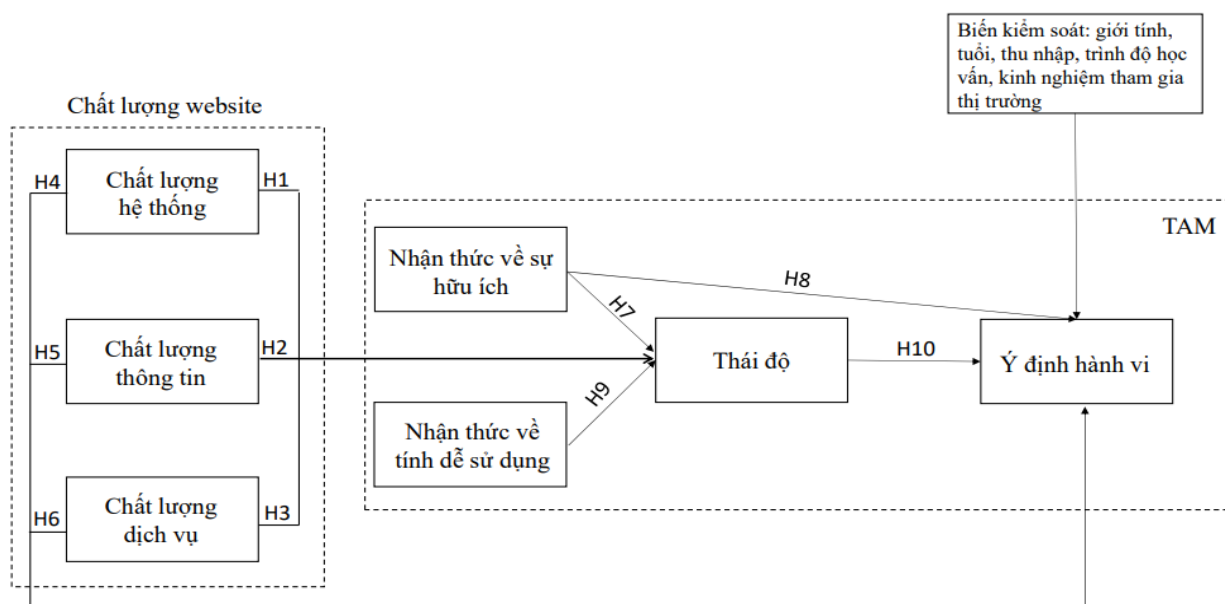 Biến kiểm soát: giới tính,
tuổi, thu nhập, trình độ học
vấn, kinh nghiệm tham gia
thị trường
Chất lượng website
H4
Chất lượng
hệ thống
H1
TAM
Nhận thức về sự
hữu ích
H8
H7
H5
Chất lượng
thông tin
H2
Thái độ
H10
Ý định hành vi
H9
Nhận thức về
tính dễ sử dụng
H6
Chất lượng
dịch vụ
H3